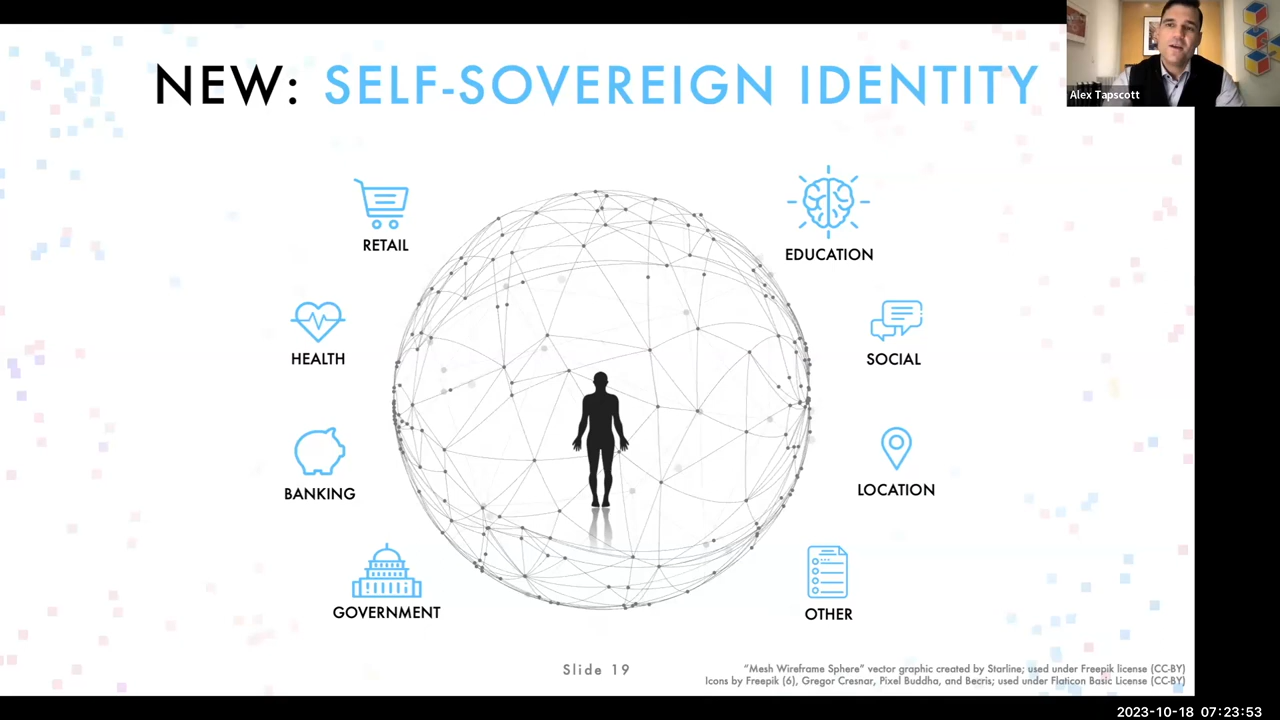 NEW: SELF-SOVEREIGN IDENTITY
Alex Tapscott
RETAIL
EDUCATION
HEALTH
SOCIAL
BANKING
LOCATION
GOVERNMENT
OTHER
Slide 19
“Mesh Wireframe Sphere” vector graphic created by Starline; used under Freepik license (CC-BY)
Icons by Freepik (6), Gregor Cresnar, Pixel Buddha, and Becris; used under Flaticon Basic License (CC-BY)
2023-10-18 07:23:53